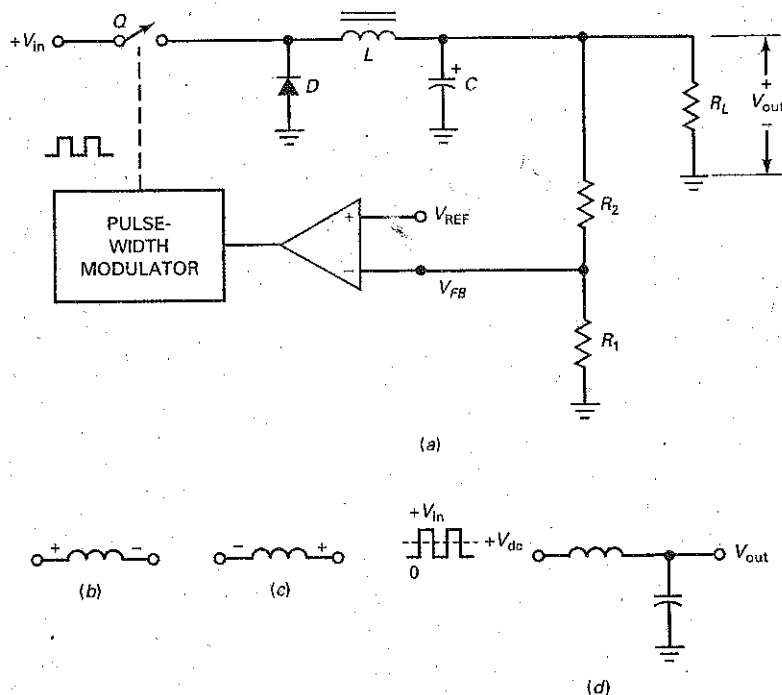 Q
+V_in
L
D
+
C
R_L
+
V_out
−
PULSE-
WIDTH
MODULATOR
+
V_REF
−
V_FB
R_2
R_1
(a)
+ −
(b)
− +
(c)
+V_in
+V_dc
0
V_out
(d)